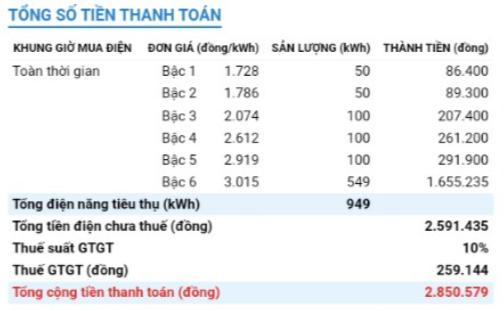 TỔNG SỐ TIỀN THANH TOÁN
KHUNG GIỜ MUA ĐIỆN ĐƠN GIÁ (đồng/kWh) SẢN LƯỢNG (kWh) THÀNH TIỀN (đồng)
Toàn thời gian Bậc 1 1.728 50 86.400
Bậc 2 1.786 50 89.300
Bậc 3 2.074 100 207.400
Bậc 4 2.612 100 261.200
Bậc 5 2.919 100 291.900
Bậc 6 3.015 549 1.655.235
Tổng điện năng tiêu thụ (kWh) 949
Tổng tiền điện chưa thuế (đồng) 2.591.435
Thuế suất GTGT 10%
Thuế GTGT (đồng) 259.144
Tổng cộng tiền thanh toán (đồng) 2.850.579